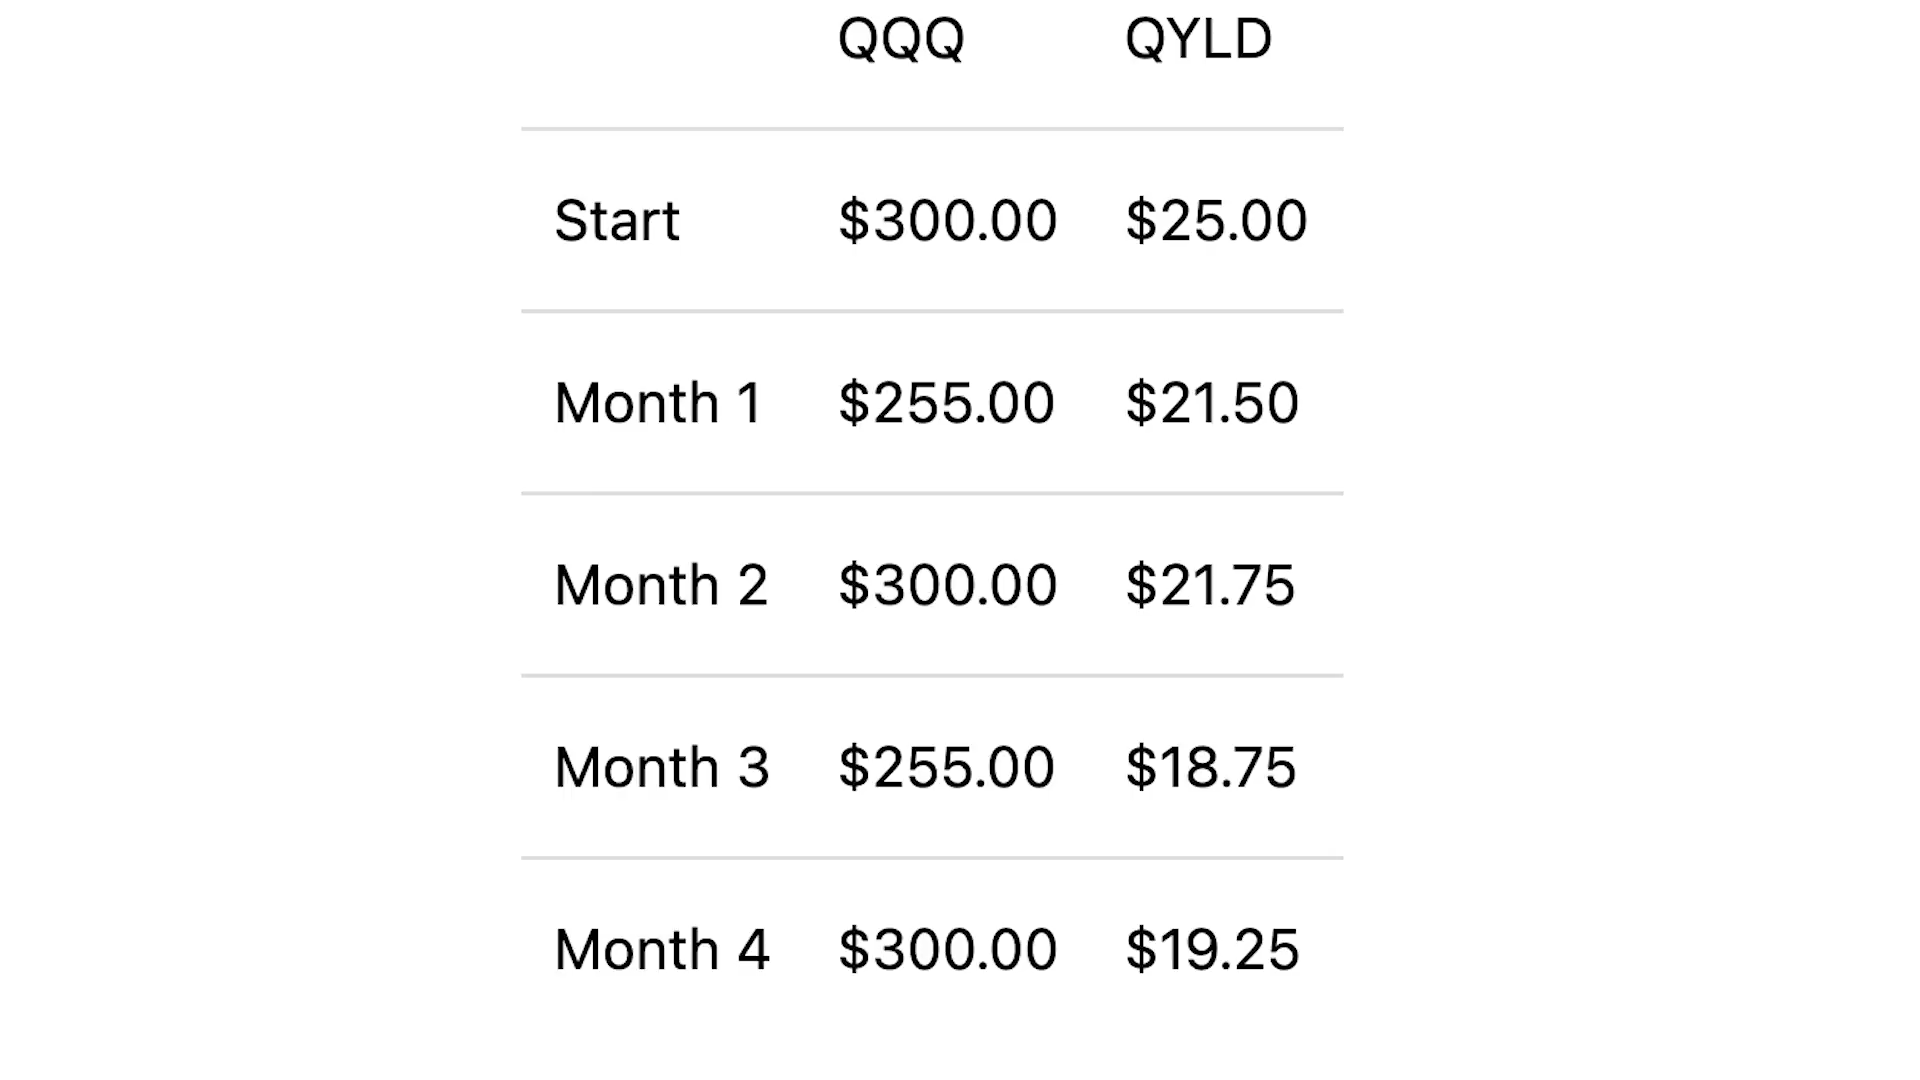 QQQ QYLD
Start $300.00 $25.00
Month 1 $255.00 $21.50
Month 2 $300.00 $21.75
Month 3 $255.00 $18.75
Month 4 $300.00 $19.25